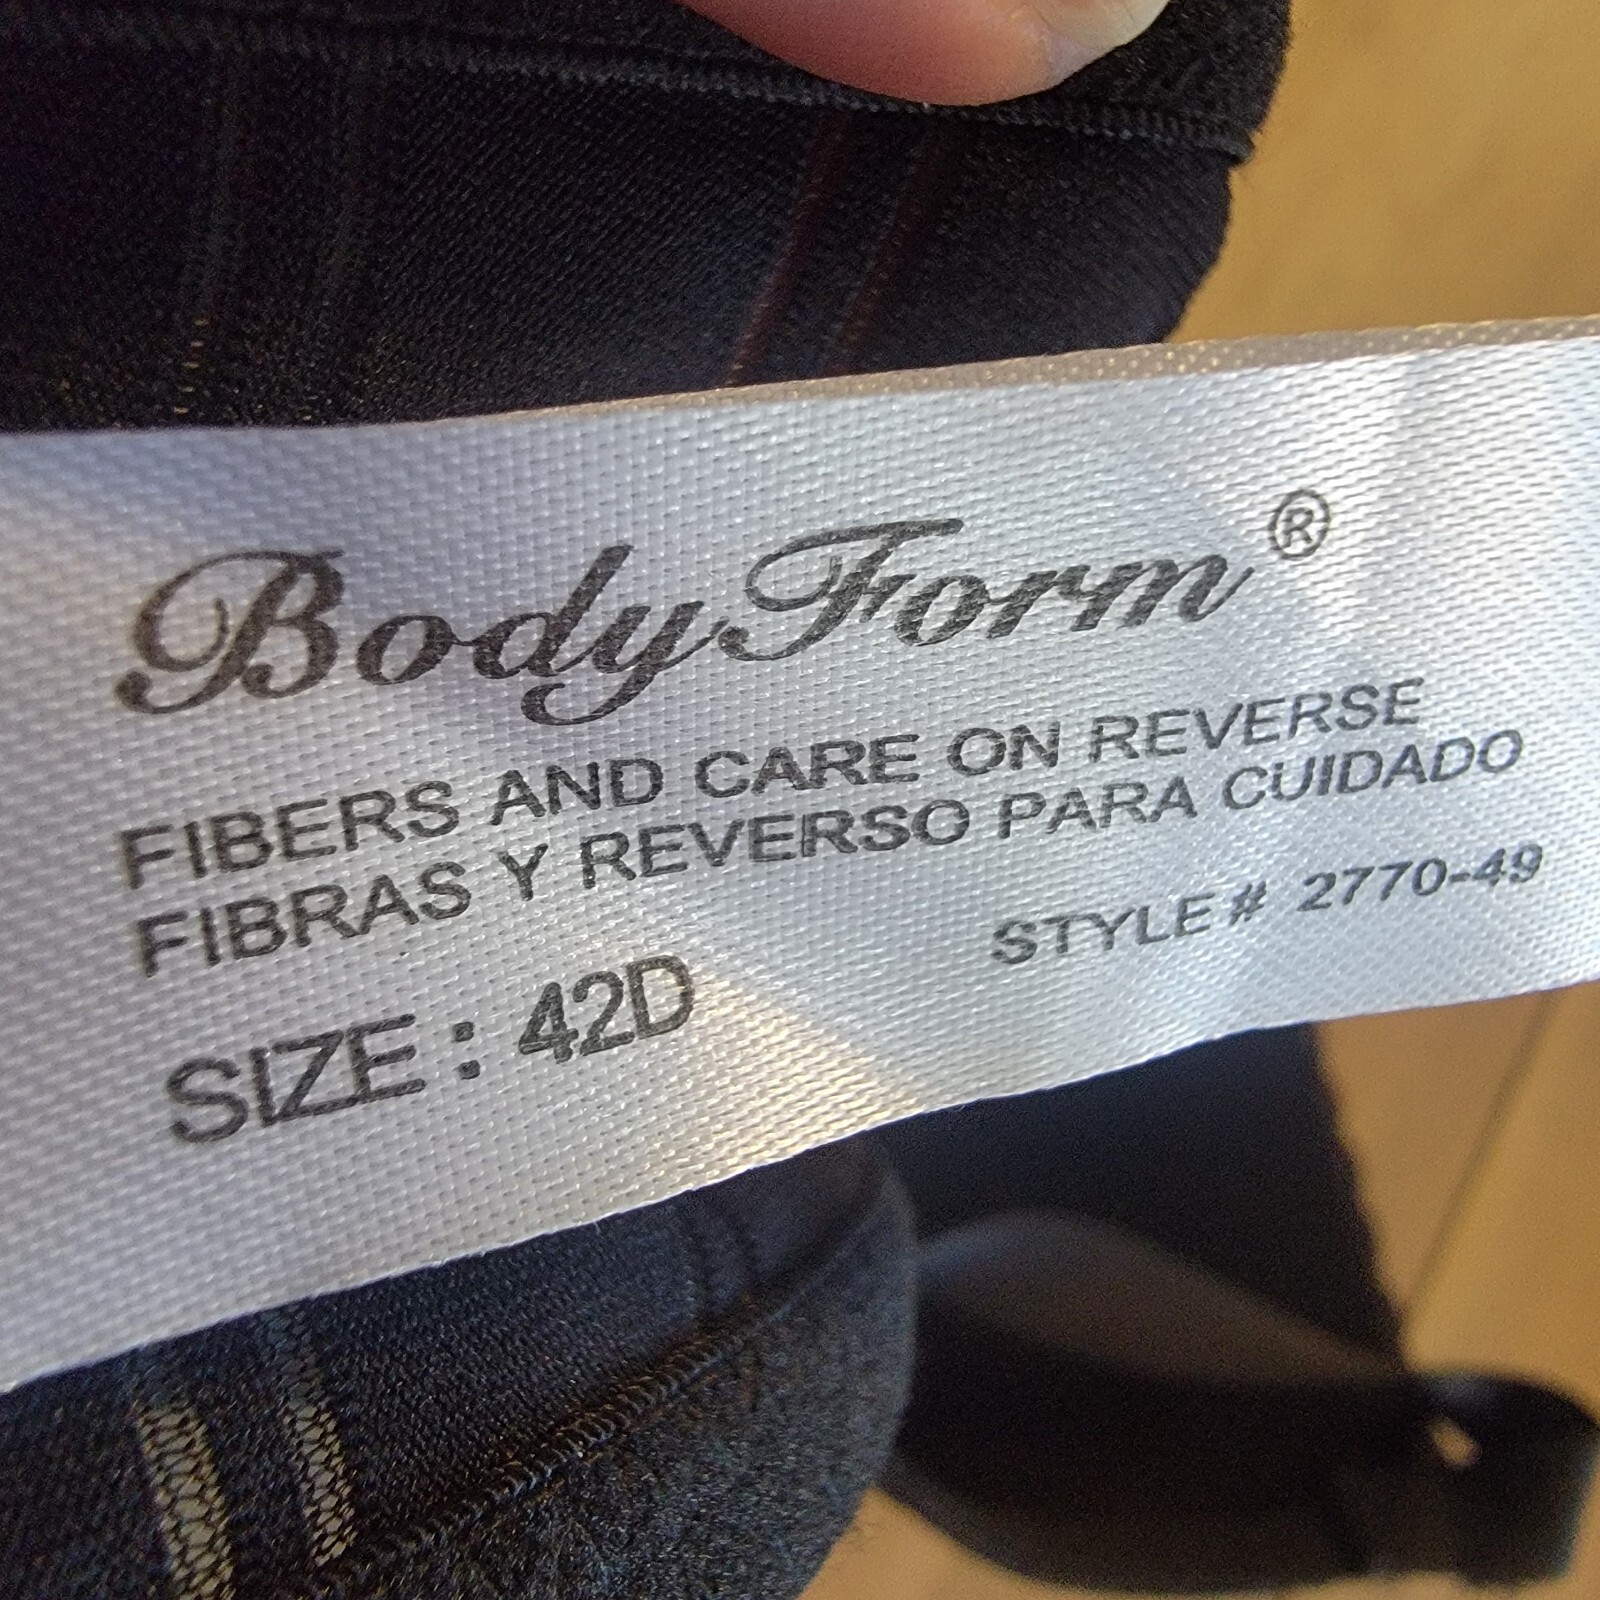 BodyForm®
FIBERS AND CARE ON REVERSE
FIBRAS Y REVERSO PARA CUIDADO
STYLE# 2770-49
SIZE : 42D